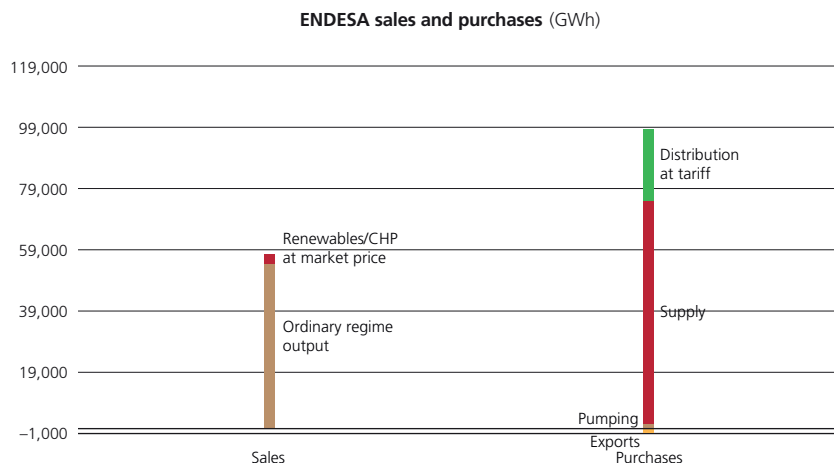 ENDESA sales and purchases (GWh)
119,000
99,000
Distribution
at tariff
79,000
Renewables/CHP
at market price
59,000
39,000
Supply
Ordinary regime
output
19,000
Pumping
–1,000
Exports
Sales
Purchases